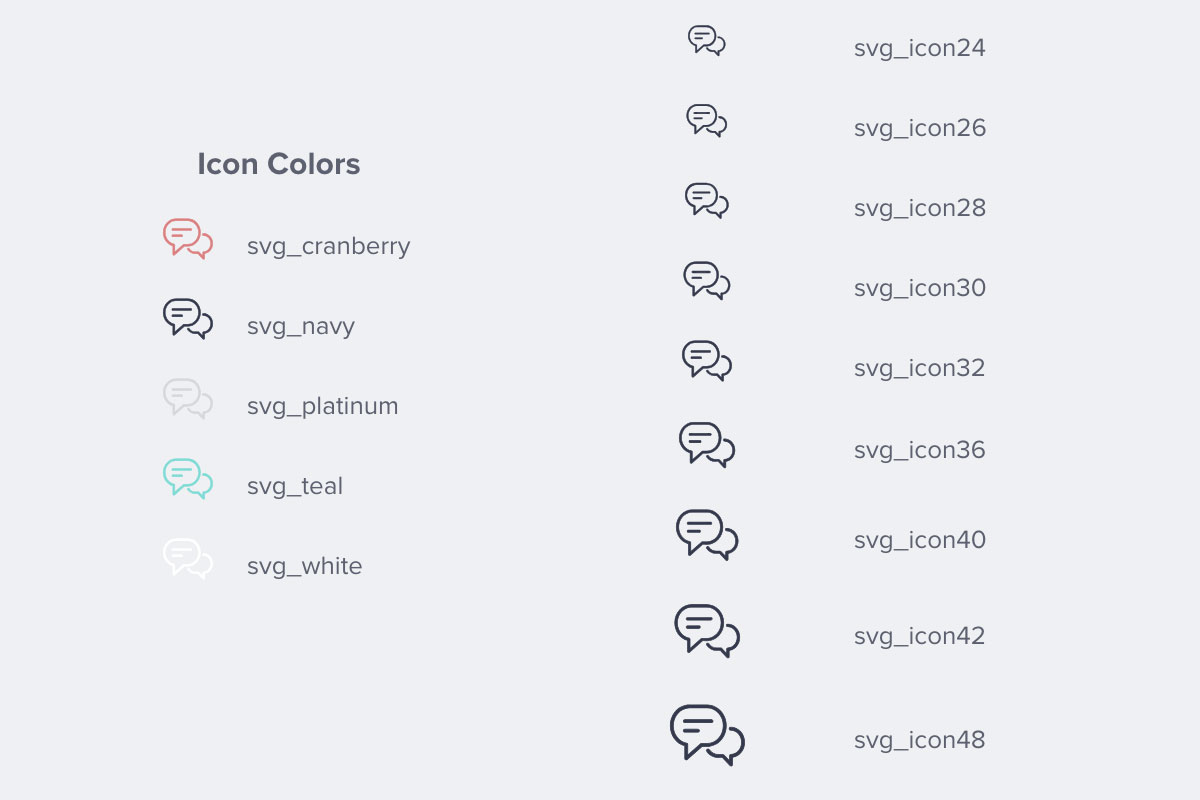 Icon Colors
svg_cranberry
svg_navy
svg_platinum
svg_teal
svg_white
svg_icon24
svg_icon26
svg_icon28
svg_icon30
svg_icon32
svg_icon36
svg_icon40
svg_icon42
svg_icon48